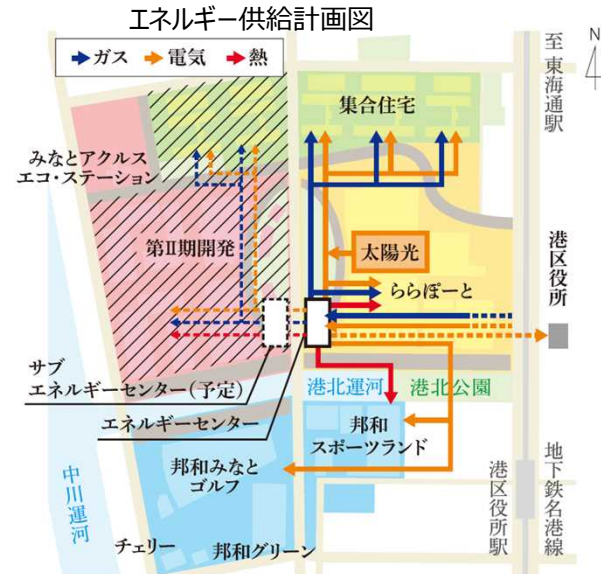 エネルギー供給計画図
ガス
電気
熱
N
至 東海通駅
集合住宅
みなとアクルス
エコ・ステーション
第Ⅱ期開発
太陽光
港区役所
ららぽーと
サブ
エネルギーセンター(予定)
港北運河
港北公園
エネルギーセンター
邦和
スポーツランド
邦和みなと
ゴルフ
中川運河
港区役所駅
地下鉄名港線
チェリー
邦和グリーン